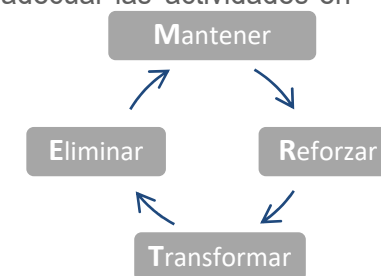 adecuar las actividades en
Mantener
Eliminar
Reforzar
Transformar